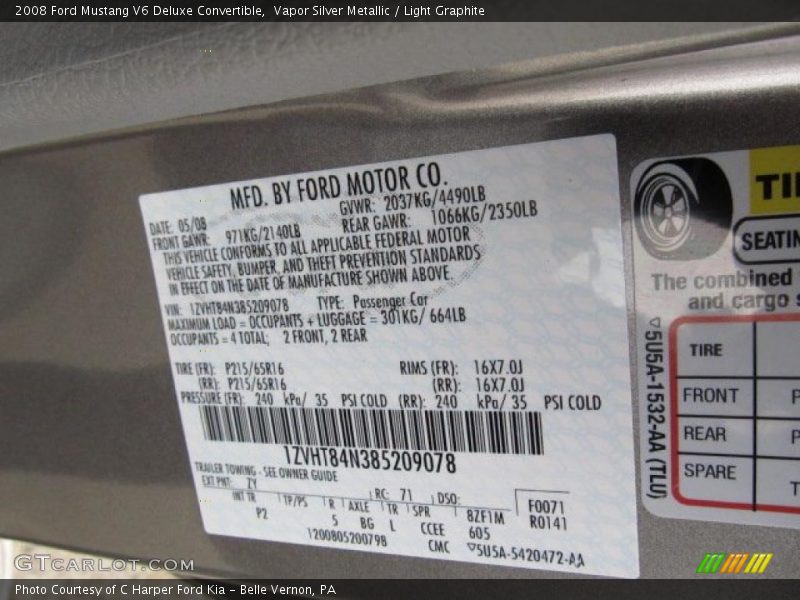 2008 Ford Mustang V6 Deluxe Convertible,  Vapor Silver Metallic / Light Graphite
MFD. BY FORD MOTOR CO.
DATE: 05/08 GVWR: 2037KG/4490LB
FRONT GAWR: 971KG/2140LB REAR GAWR: 1066KG/2350LB
THIS VEHICLE CONFORMS TO ALL APPLICABLE FEDERAL MOTOR
VEHICLE SAFETY, BUMPER, AND THEFT PREVENTION STANDARDS
IN EFFECT ON THE DATE OF MANUFACTURE SHOWN ABOVE.
VIN: 1ZVHT84N385209078 TYPE: Passenger Car
MAXIMUM LOAD = OCCUPANTS + LUGGAGE = 301KG/ 664LB
OCCUPANTS = 4 TOTAL; 2 FRONT, 2 REAR
TIRE (FR): P215/65R16 RIMS (FR): 16X7.0J
(RR): P215/65R16 (RR): 16X7.0J
PRESSURE (FR): 240 kPa/ 35 PSI COLD (RR): 240 kPa/ 35 PSI COLD
1ZVHT84N385209078
TRAILER TOWING - SEE OWNER GUIDE
EXT PNT: ZY RC: 71 DSO:
INT TR TP/PS R AXLE TR SPR 8ZF1M F0071
P2 5 BG L CCEE 605 R0141
1200805200798 CMC ▽5U5A-5420472-AA
TI
SEATIN
The combined
and cargo s
▽5U5A-1532-AA (TLU)
TIRE
FRONT P
REAR P
SPARE T
GTCARLOT.COM
Photo Courtesy of C Harper Ford Kia - Belle Vernon, PA